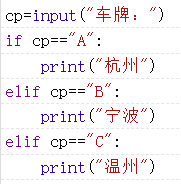 cp=input("车牌：")
if cp=="A":
    print("杭州")
elif cp=="B":
    print("宁波")
elif cp=="C":
    print("温州")